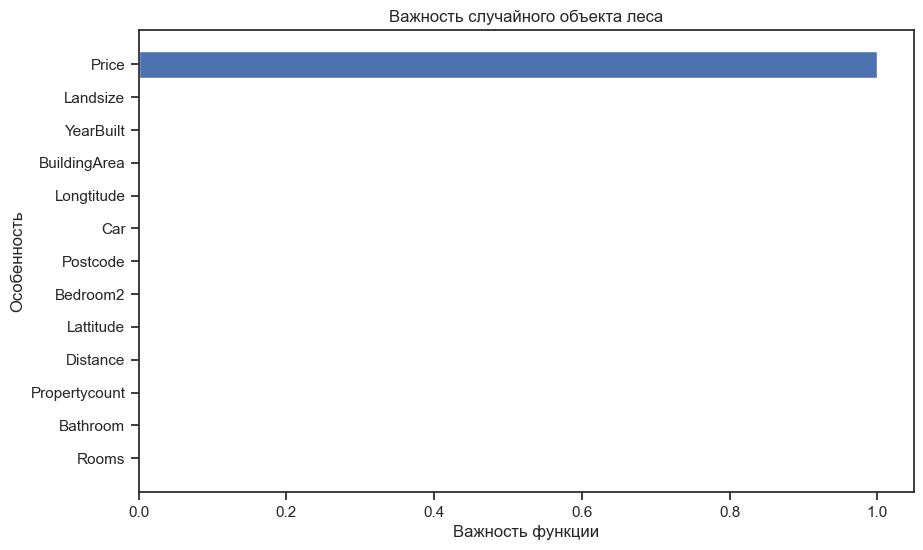 Важность случайного объекта леса
Особенность
Price
Landsize
YearBuilt
BuildingArea
Longtitude
Car
Postcode
Bedroom2
Lattitude
Distance
Propertycount
Bathroom
Rooms
0.0 0.2 0.4 0.6 0.8 1.0
Важность функции